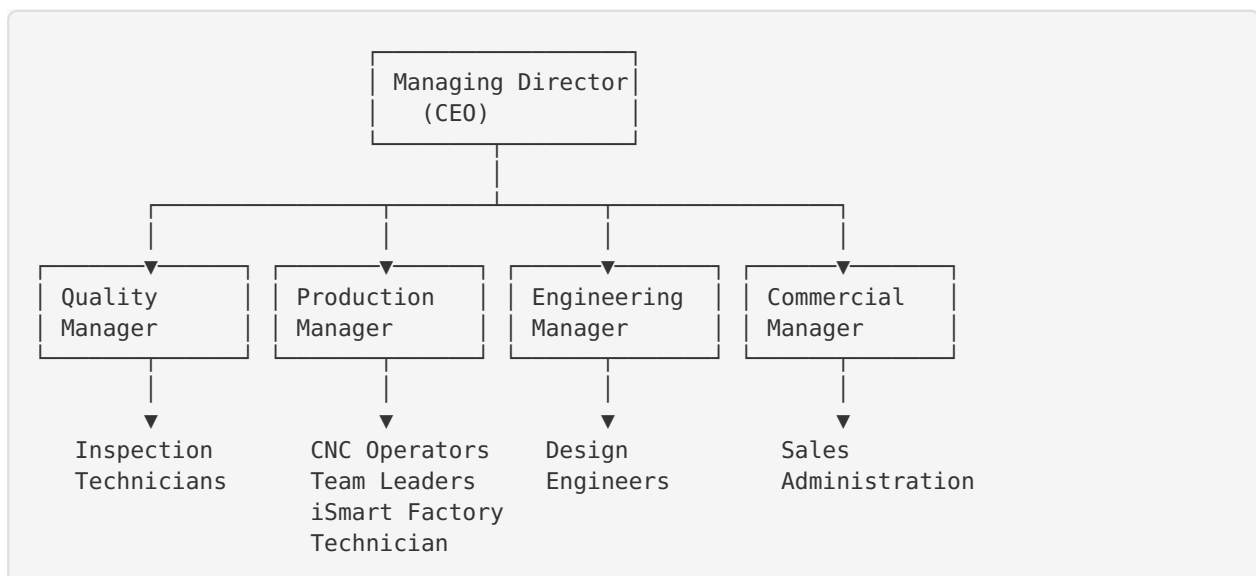 Managing Director
(CEO)
Quality Manager
Production Manager
Engineering Manager
Commercial Manager
Inspection Technicians
CNC Operators
Team Leaders
iSmart Factory
Technician
Design Engineers
Sales
Administration